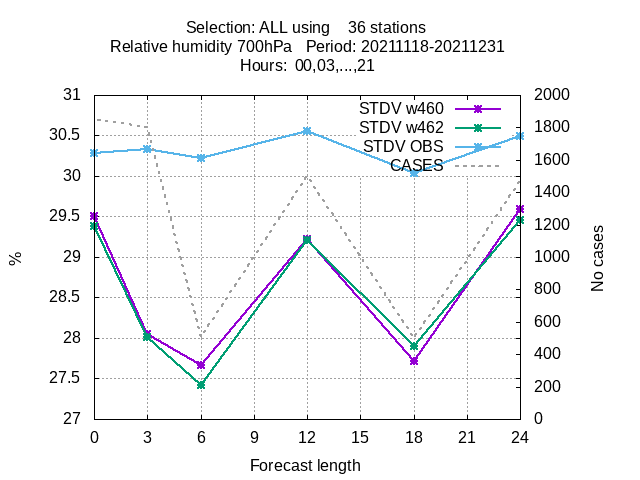 Selection: ALL using    36 stations
Relative humidity 700hPa   Period: 20211118-20211231
Hours:  00,03,...,21
STDV w460
STDV w462
STDV OBS
CASES
31
30.5
30
29.5
29
28.5
28
27.5
27
2000
1800
1600
1400
1200
1000
800
600
400
200
0
%
No cases
0 3 6 9 12 15 18 21 24
Forecast length